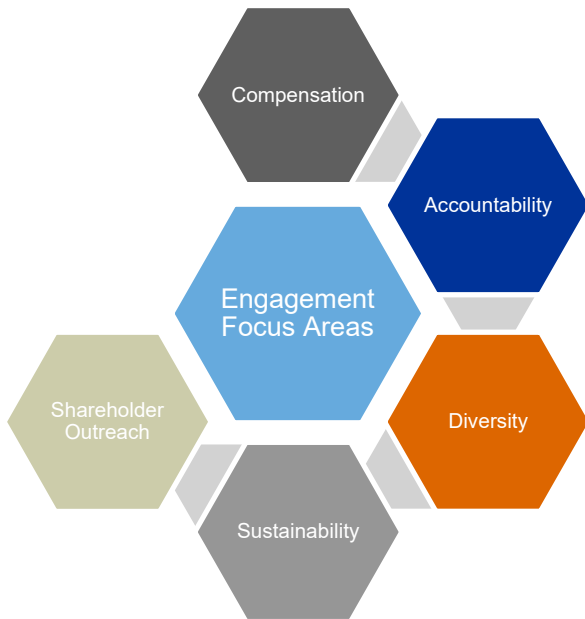 Compensation
Accountability
Engagement
Focus Areas
Shareholder
Outreach
Diversity
Sustainability